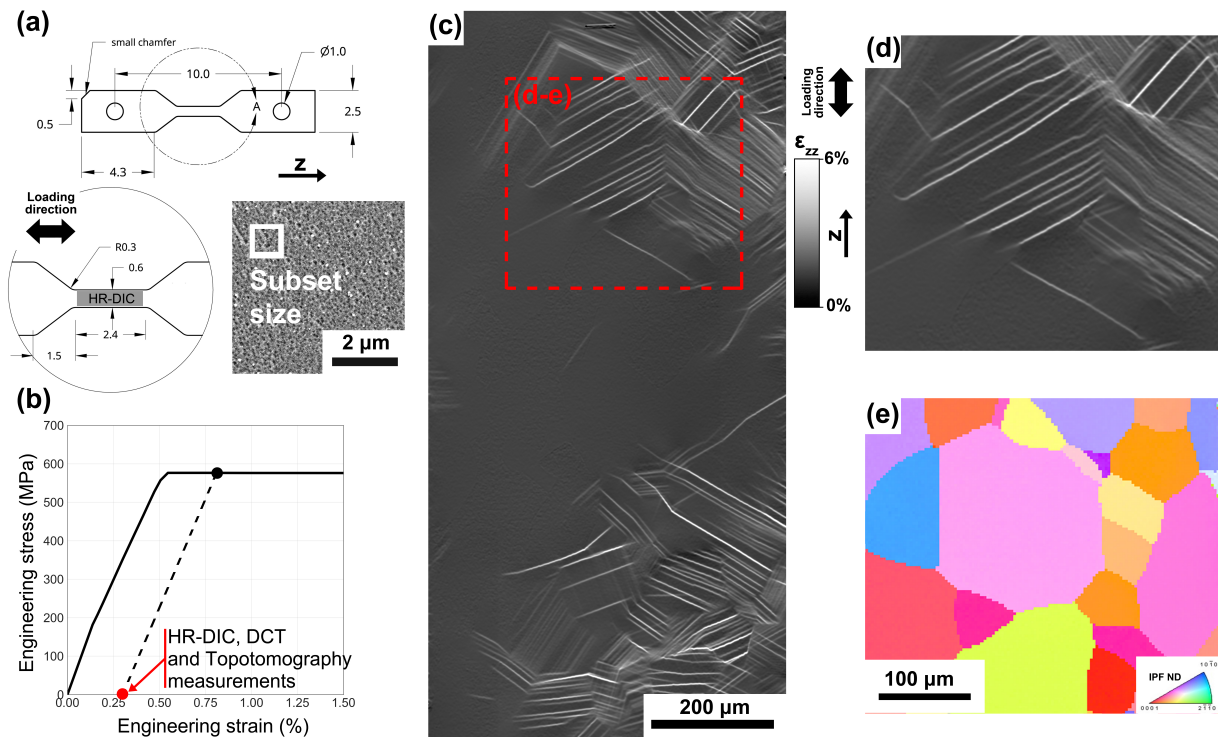 (a)
small chamfer
Ø1.0
10.0
A
0.5
2.5
4.3
z
Loading
direction
R0.3
0.6
HR-DIC
2.4
1.5
Subset
size
2 µm
(b)
700
600
500
400
300
200
100
0
Engineering stress (MPa)
HR-DIC, DCT
and Topotomography
measurements
0.00
0.25
0.50
0.75
1.00
1.25
1.50
Engineering strain (%)
(c)
(d-e)
200 µm
Loading
direction
εzz
6%
z
0%
(d)
(e)
100 µm
IPF ND
101̄0
0001
21̄1̄0